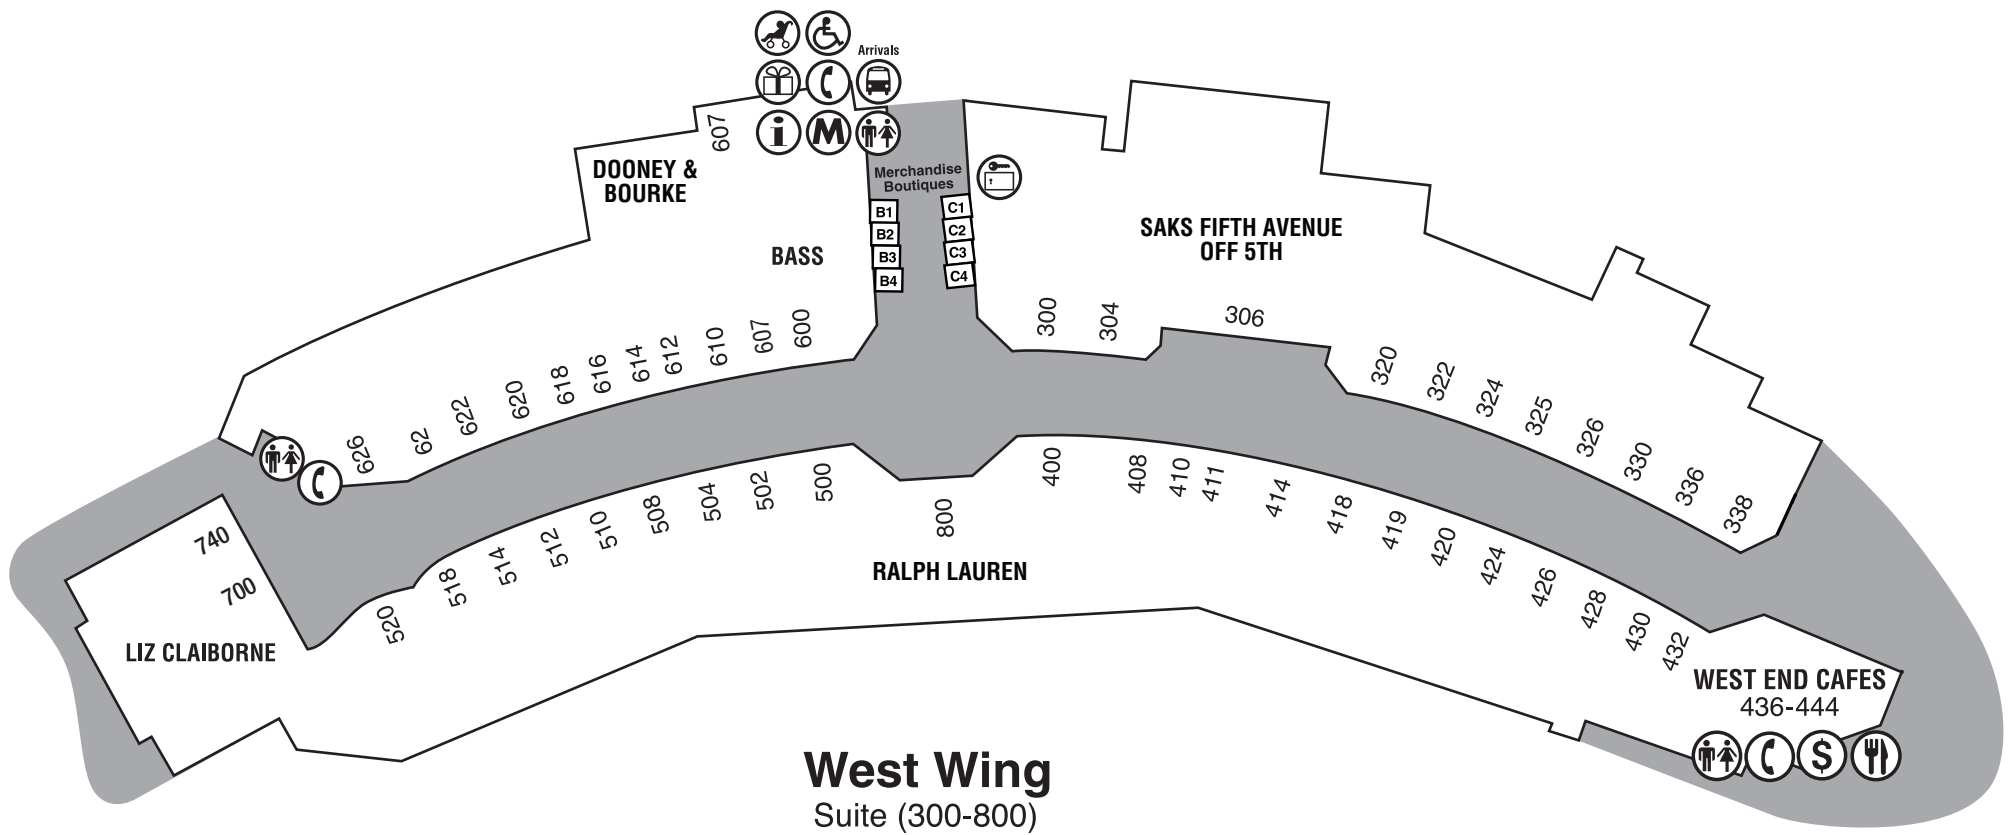 Arrivals
i
M
607
DOONEY &
BOURKE
Merchandise
Boutiques
B1
B2
B3
B4
C1
C2
C3
C4
BASS
SAKS FIFTH AVENUE
OFF 5TH
626
62
622
620
618
616
614
612
610
607
600
300
304
306
320
322
324
325
326
330
336
338
740
700
LIZ CLAIBORNE
520
518
514
512
510
508
504
502
500
800
RALPH LAUREN
400
408
410
411
414
418
419
420
424
426
428
430
432
WEST END CAFES
436-444
$
West Wing
Suite (300-800)